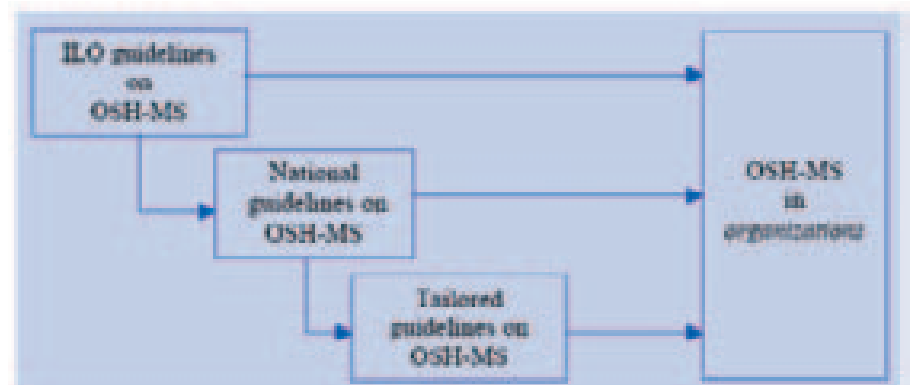 ILO guidelines
on
OSH-MS
National
guidelines on
OSH-MS
Tailored
guidelines on
OSH-MS
OSH-MS
in
organizations